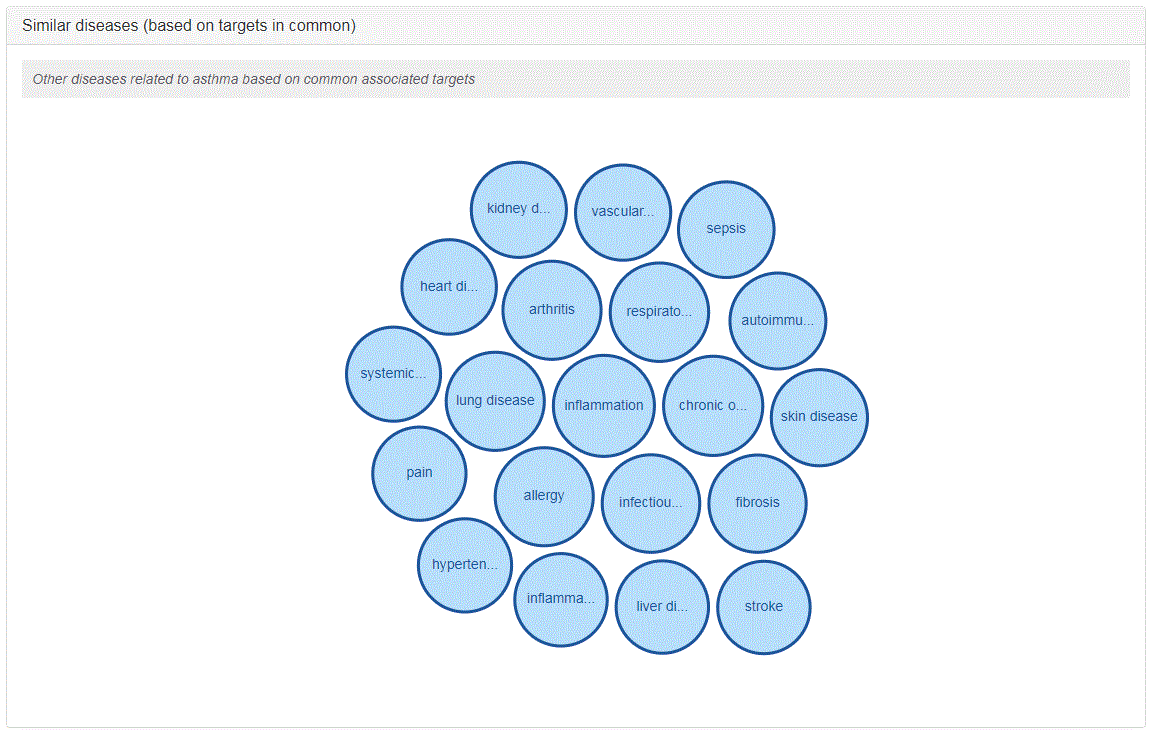 Similar diseases (based on targets in common)
Other diseases related to asthma based on common associated targets
kidney d...
vascular...
sepsis
heart di...
arthritis
respirato...
autoimmu...
systemic...
lung disease
inflammation
chronic o...
skin disease
pain
allergy
infectiou...
fibrosis
hyperten...
inflamma...
liver di...
stroke